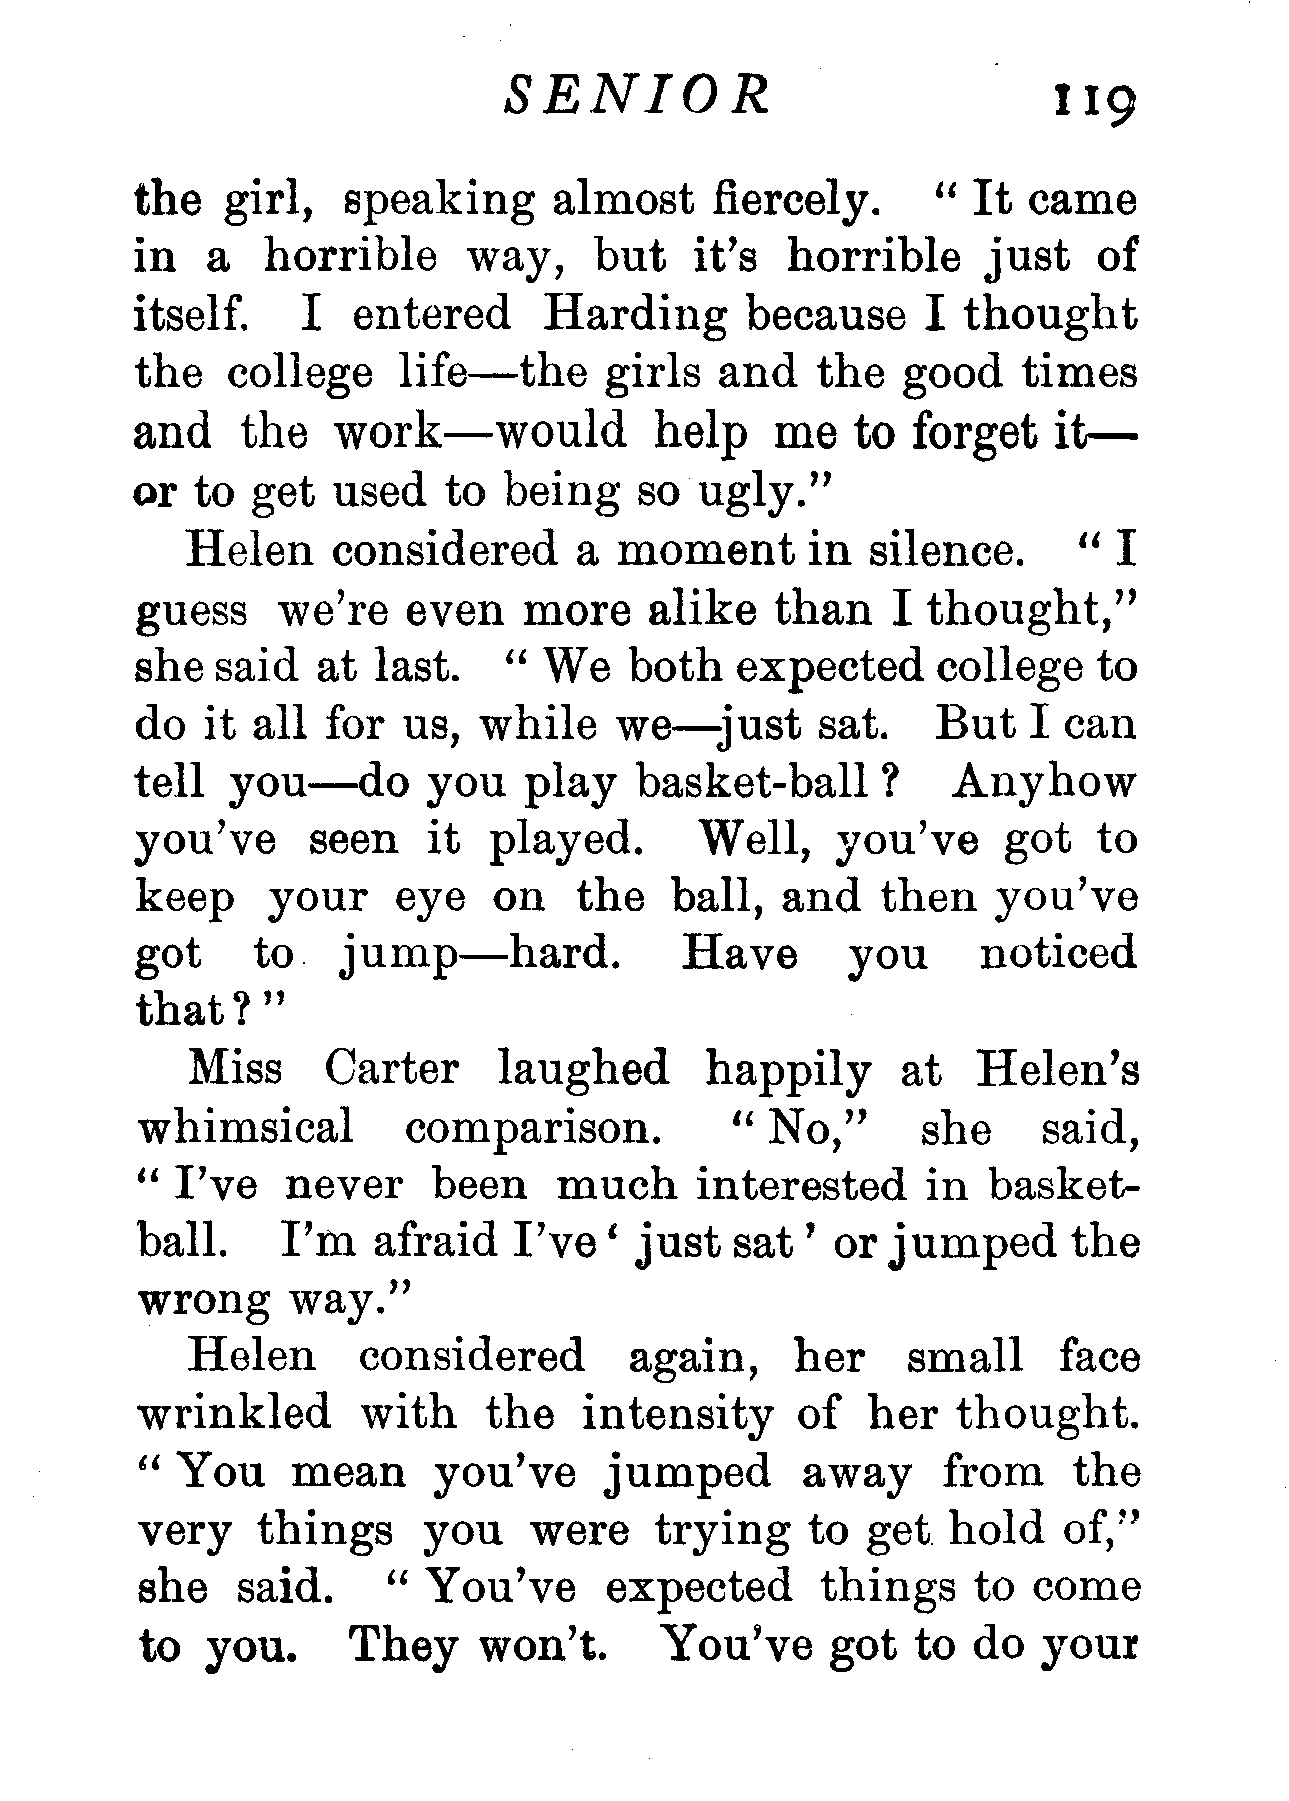 SENIOR 119
the girl, speaking almost fiercely. “ It came
in a horrible way, but it’s horrible just of
itself. I entered Harding because I thought
the college life—the girls and the good times
and the work—would help me to forget it—
or to get used to being so ugly.”
Helen considered a moment in silence. “ I
guess we’re even more alike than I thought,”
she said at last. “ We both expected college to
do it all for us, while we—just sat. But I can
tell you—do you play basket-ball ? Anyhow
you’ve seen it played. Well, you’ve got to
keep your eye on the ball, and then you’ve
got to jump—hard. Have you noticed
that ? ”
Miss Carter laughed happily at Helen’s
whimsical comparison. “ No,” she said,
“ I’ve never been much interested in basket-
ball. I’m afraid I’ve ‘ just sat ’ or jumped the
wrong way.”
Helen considered again, her small face
wrinkled with the intensity of her thought.
“ You mean you’ve jumped away from the
very things you were trying to get hold of,”
she said. “ You’ve expected things to come
to you. They won’t. You’ve got to do your